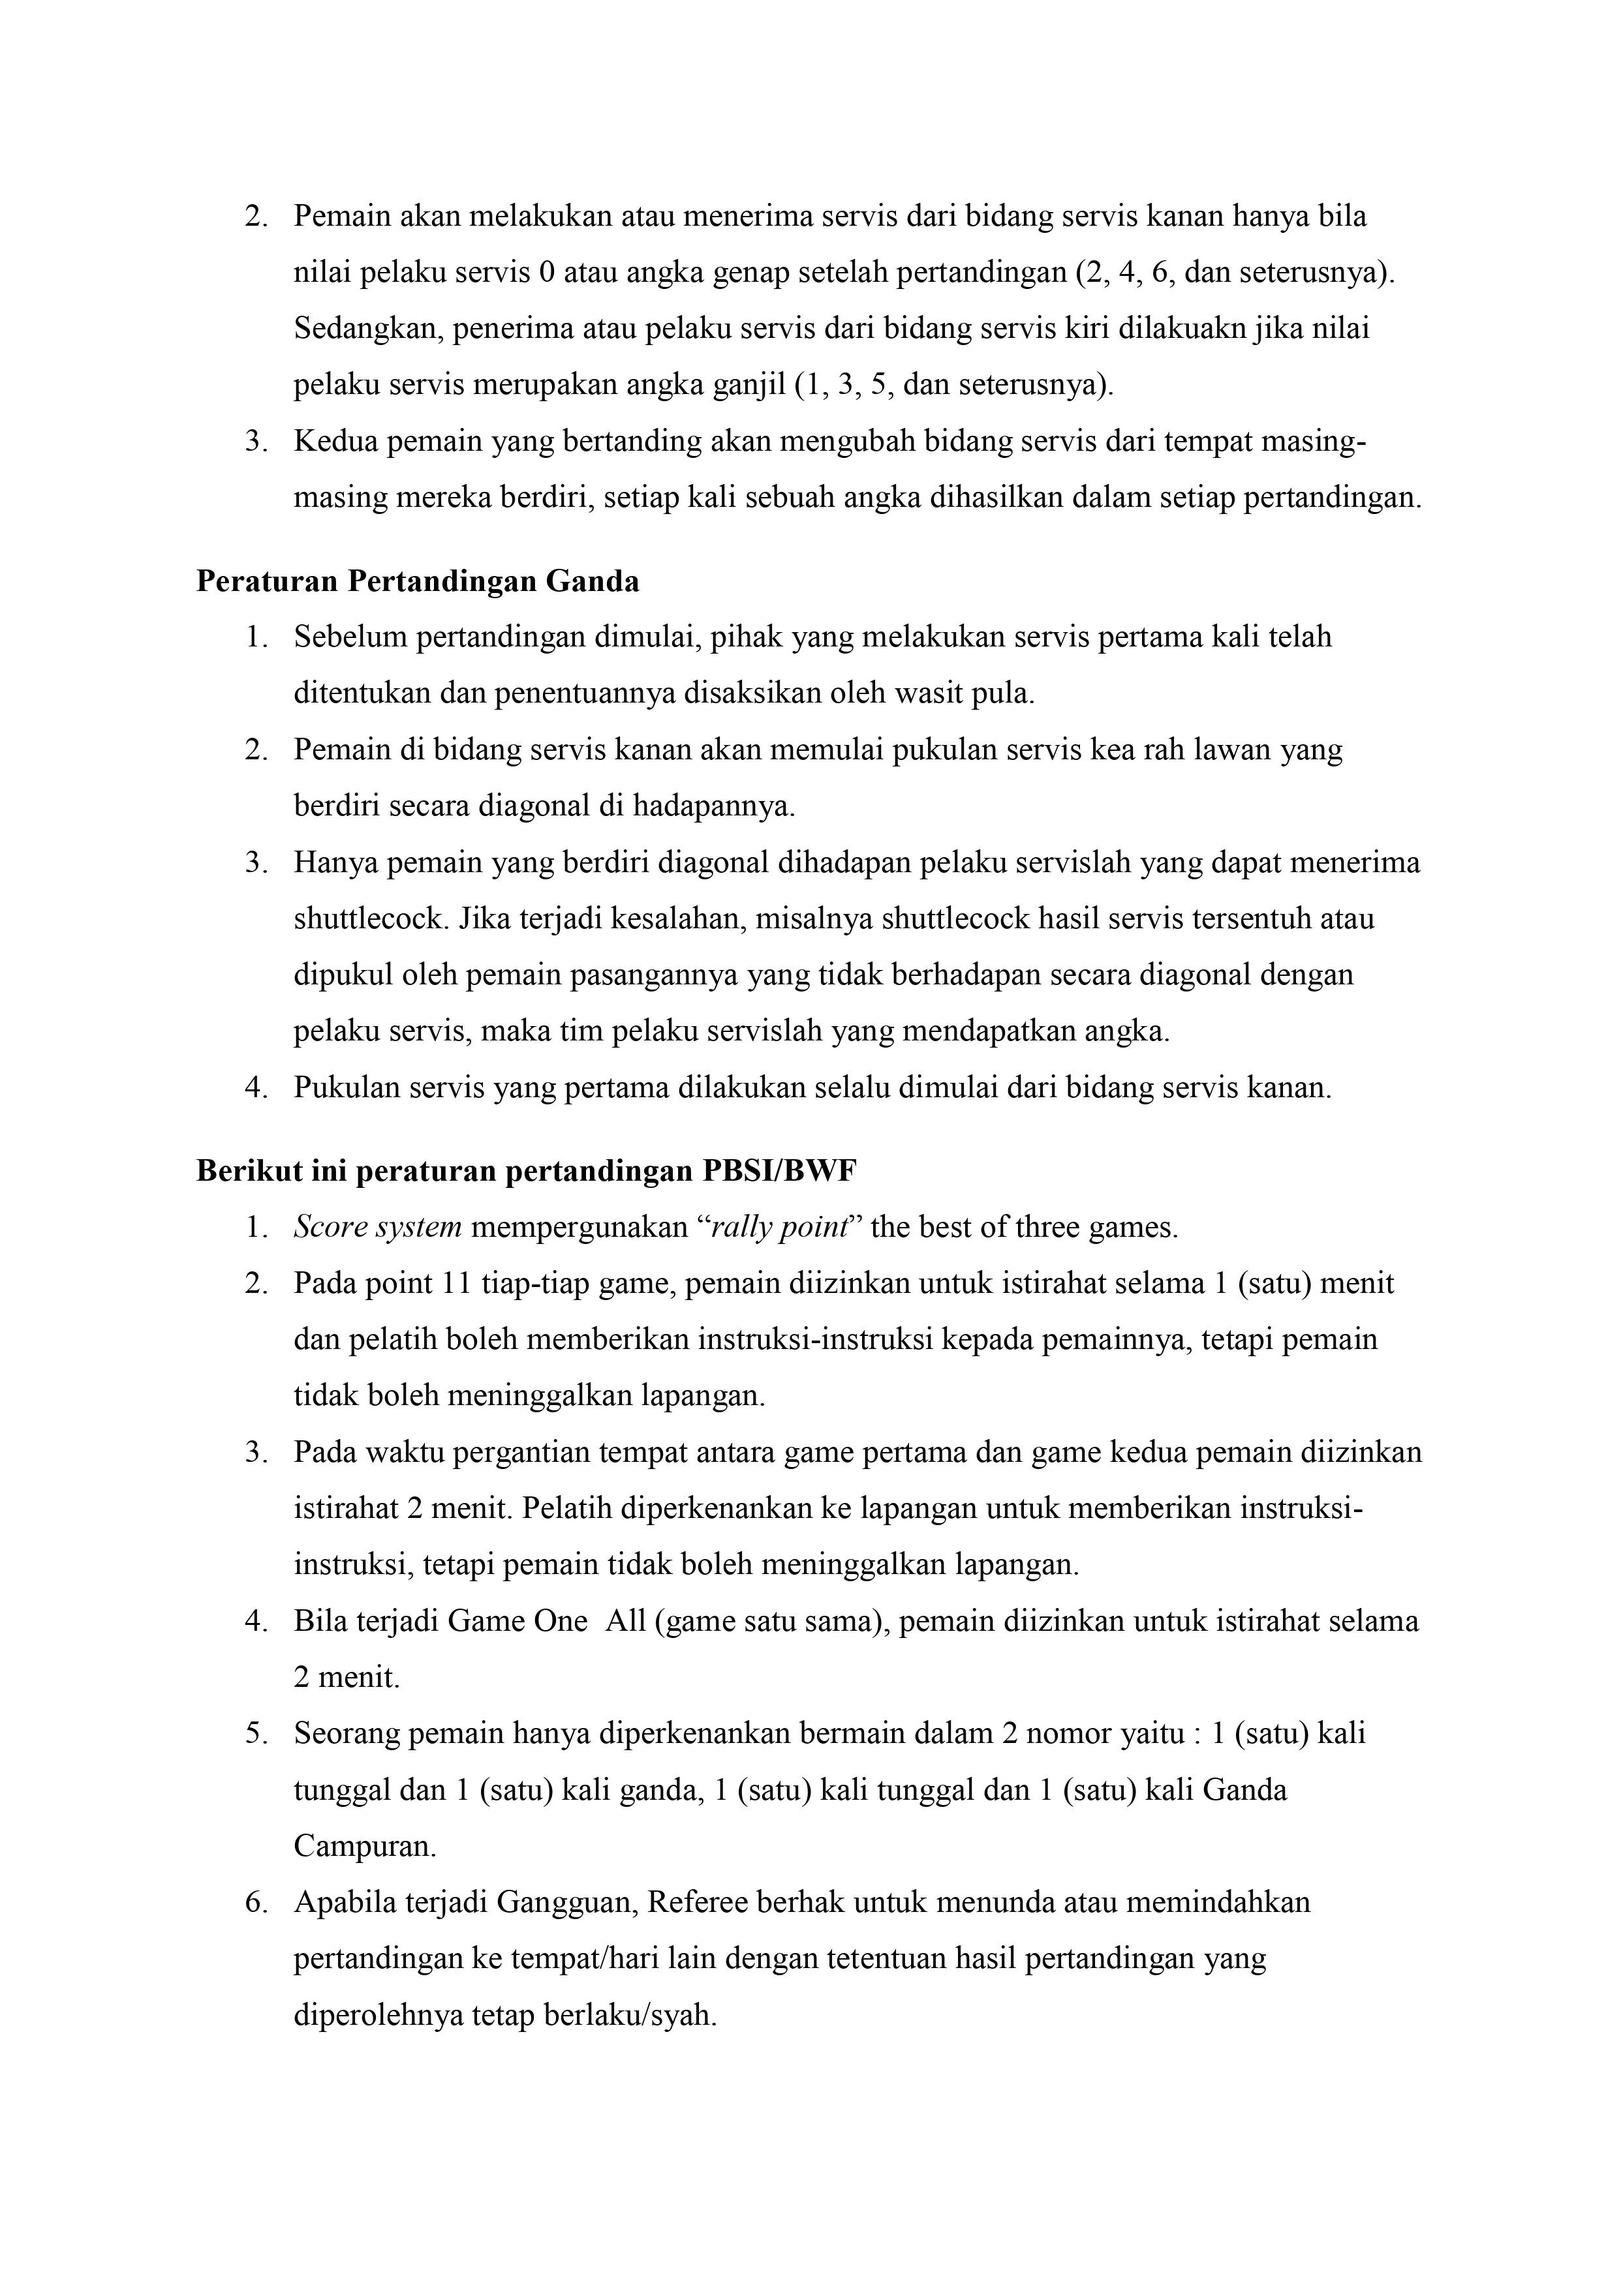 2. Pemain akan melakukan atau menerima servis dari bidang servis kanan hanya bila
nilai pelaku servis 0 atau angka genap setelah pertandingan (2, 4, 6, dan seterusnya).
Sedangkan, penerima atau pelaku servis dari bidang servis kiri dilakuakn jika nilai
pelaku servis merupakan angka ganjil (1, 3, 5, dan seterusnya).
3. Kedua pemain yang bertanding akan mengubah bidang servis dari tempat masing-
masing mereka berdiri, setiap kali sebuah angka dihasilkan dalam setiap pertandingan.
Peraturan Pertandingan Ganda
1. Sebelum pertandingan dimulai, pihak yang melakukan servis pertama kali telah
ditentukan dan penentuannya disaksikan oleh wasit pula.
2. Pemain di bidang servis kanan akan memulai pukulan servis kea rah lawan yang
berdiri secara diagonal di hadapannya.
3. Hanya pemain yang berdiri diagonal dihadapan pelaku servislah yang dapat menerima
shuttlecock. Jika terjadi kesalahan, misalnya shuttlecock hasil servis tersentuh atau
dipukul oleh pemain pasangannya yang tidak berhadapan secara diagonal dengan
pelaku servis, maka tim pelaku servislah yang mendapatkan angka.
4. Pukulan servis yang pertama dilakukan selalu dimulai dari bidang servis kanan.
Berikut ini peraturan pertandingan PBSI/BWF
1. Score system mempergunakan “rally point” the best of three games.
2. Pada point 11 tiap-tiap game, pemain diizinkan untuk istirahat selama 1 (satu) menit
dan pelatih boleh memberikan instruksi-instruksi kepada pemainnya, tetapi pemain
tidak boleh meninggalkan lapangan.
3. Pada waktu pergantian tempat antara game pertama dan game kedua pemain diizinkan
istirahat 2 menit. Pelatih diperkenankan ke lapangan untuk memberikan instruksi-
instruksi, tetapi pemain tidak boleh meninggalkan lapangan.
4. Bila terjadi Game One  All (game satu sama), pemain diizinkan untuk istirahat selama
2 menit.
5. Seorang pemain hanya diperkenankan bermain dalam 2 nomor yaitu : 1 (satu) kali
tunggal dan 1 (satu) kali ganda, 1 (satu) kali tunggal dan 1 (satu) kali Ganda
Campuran.
6. Apabila terjadi Gangguan, Referee berhak untuk menunda atau memindahkan
pertandingan ke tempat/hari lain dengan tetentuan hasil pertandingan yang
diperolehnya tetap berlaku/syah.